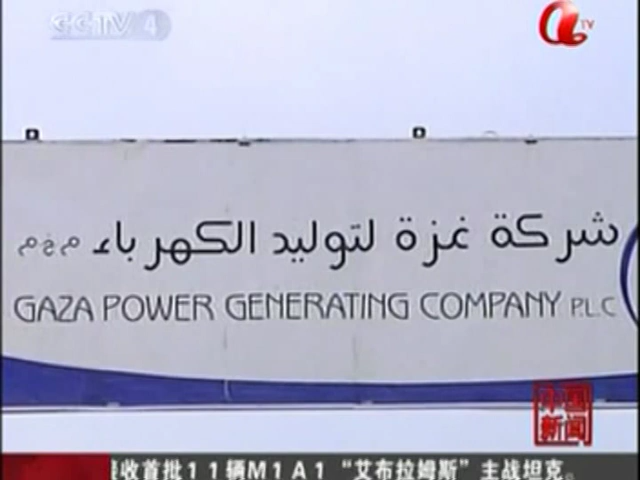 CCTV 4
TV
شركة غزة لتوليد الكهرباء م.خ.م
GAZA POWER GENERATING COMPANY P.L.C
中国
新闻
收首批11辆M1A1“艾布拉姆斯”主战坦克。